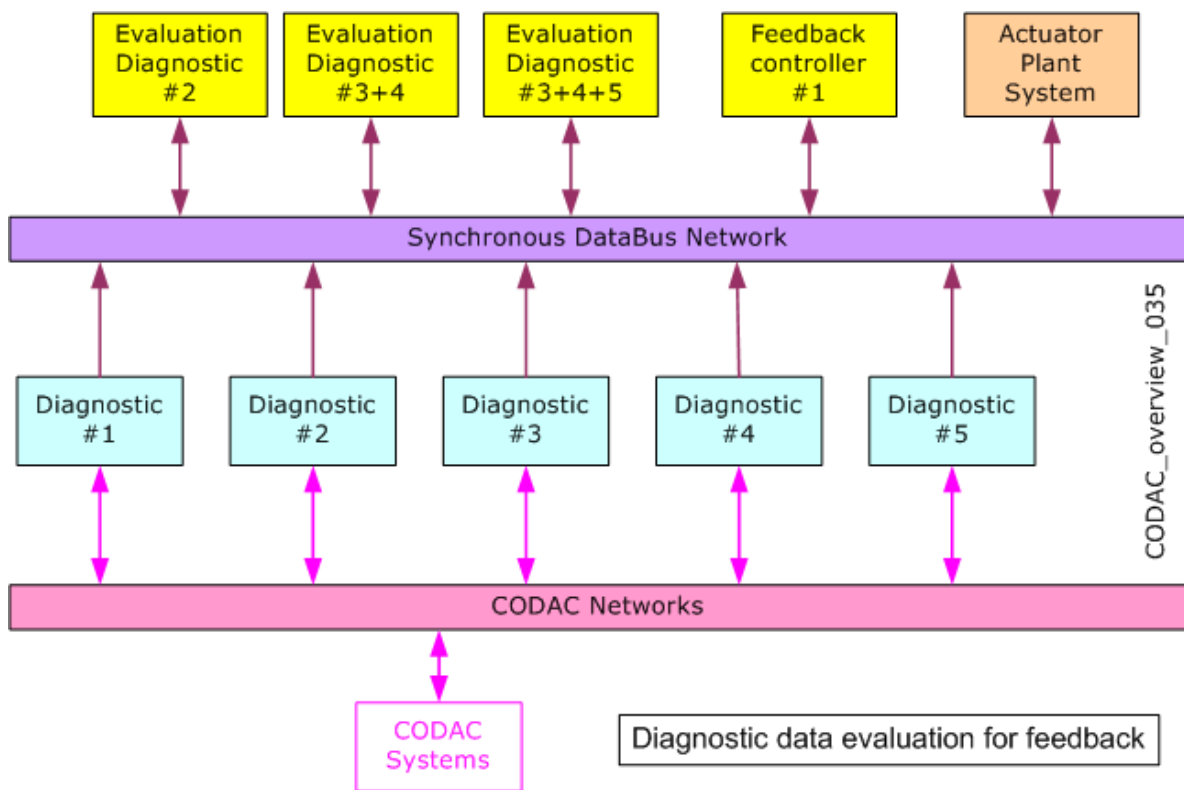 Evaluation
Diagnostic
#2
Evaluation
Diagnostic
#3+4
Evaluation
Diagnostic
#3+4+5
Feedback
controller
#1
Actuator
Plant
System
Synchronous DataBus Network
Diagnostic
#1
Diagnostic
#2
Diagnostic
#3
Diagnostic
#4
Diagnostic
#5
CODAC_overview_035
CODAC Networks
CODAC
Systems
Diagnostic data evaluation for feedback